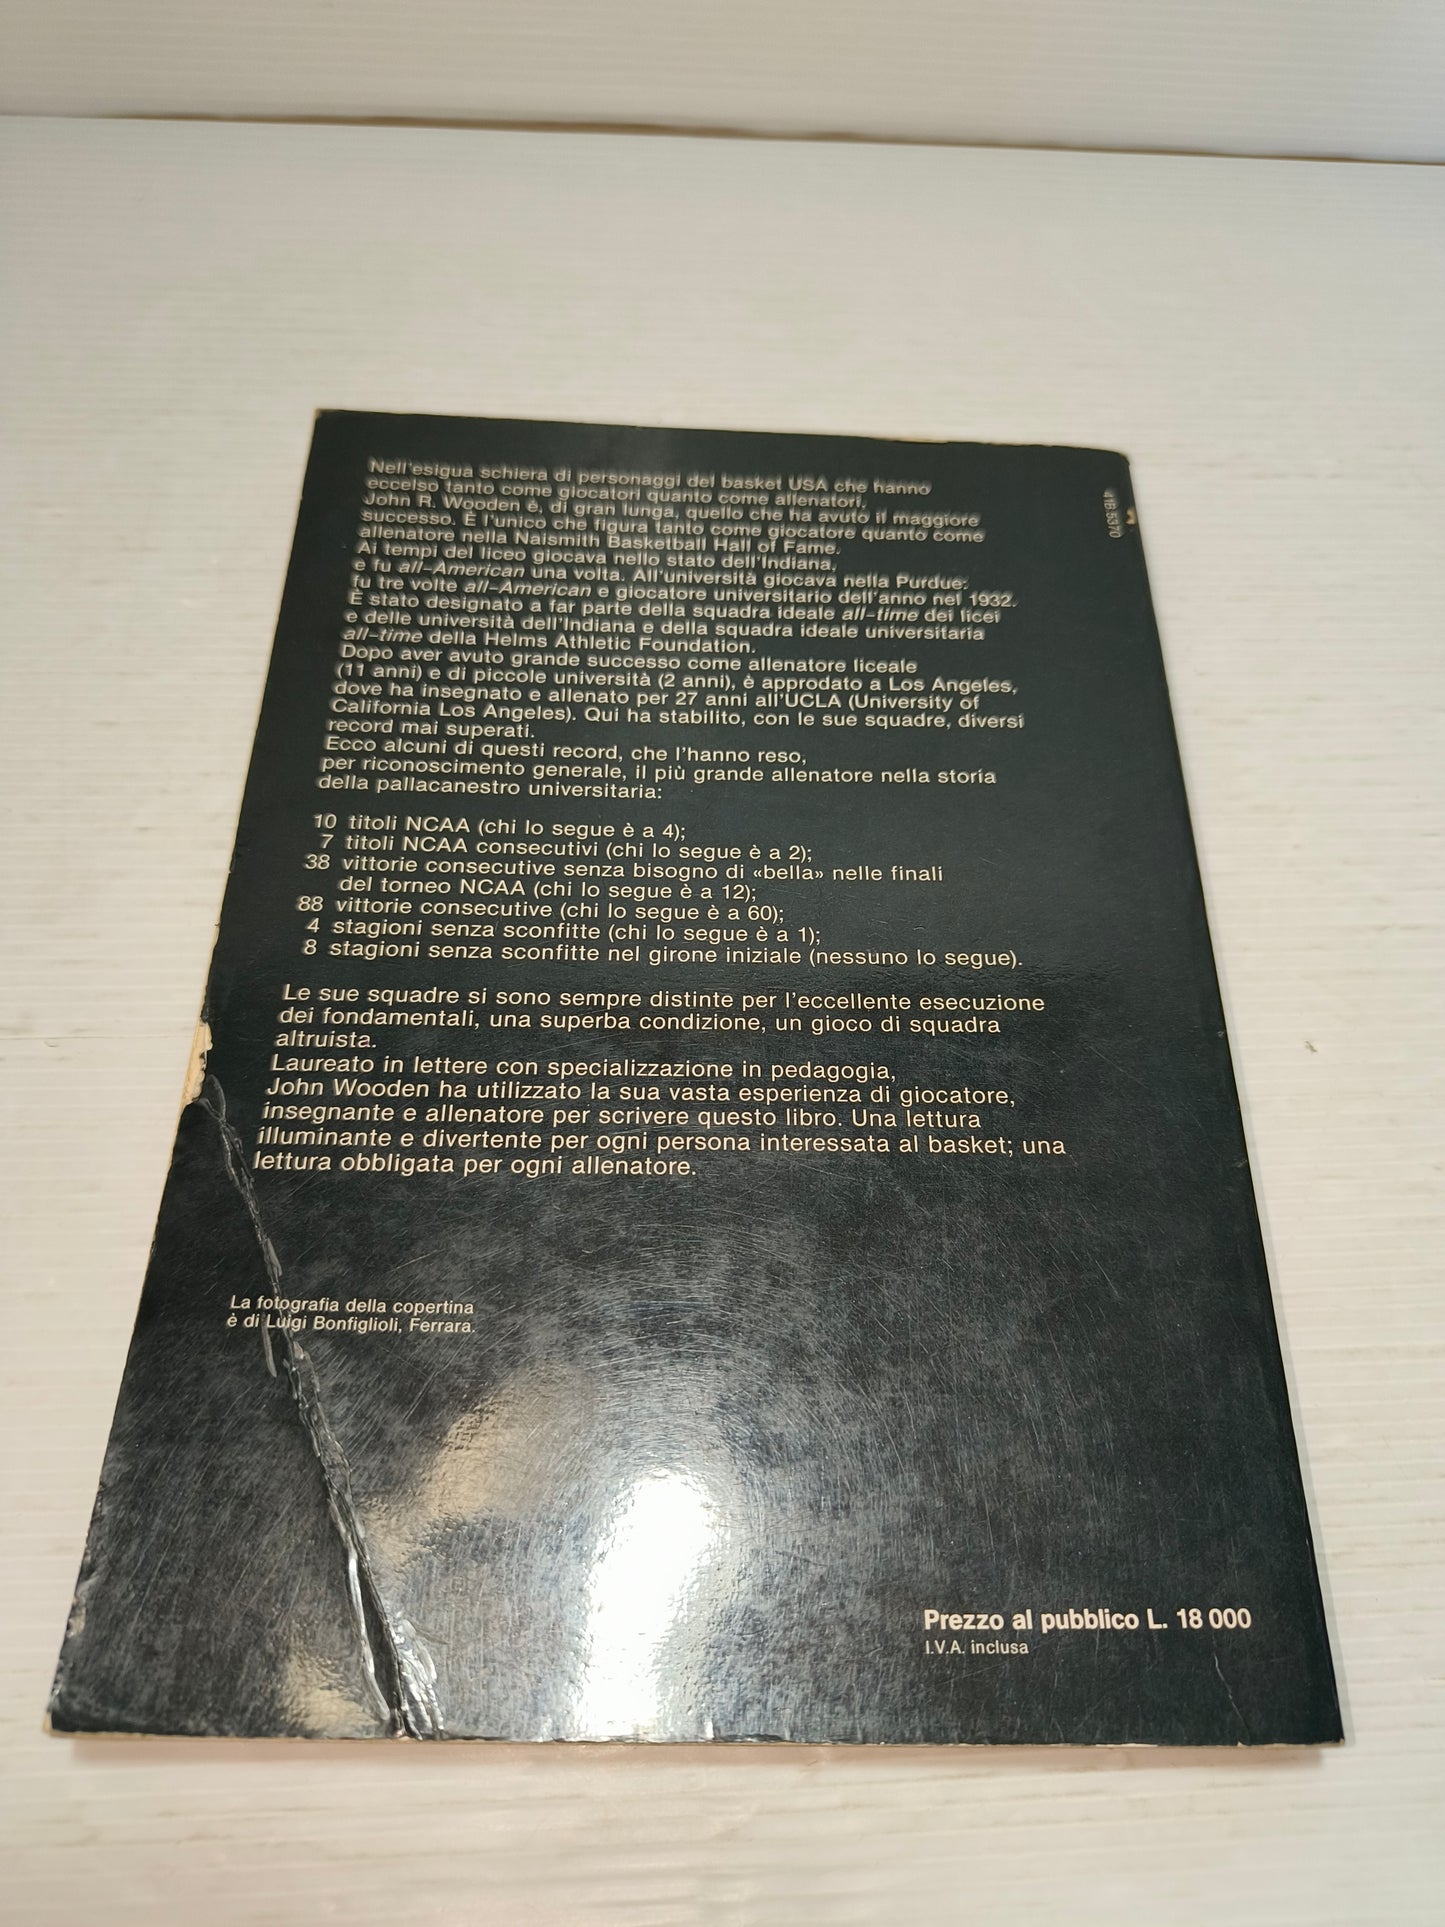 Nell'esigua schiera di personaggi del basket USA che hanno
eccelso tanto come giocatori quanto come allenatori,
John R. Wooden è, di gran lunga, quello che ha avuto il maggiore
successo. È l'unico che figura tanto come giocatore quanto come
allenatore nella Naismith Basketball Hall of Fame.
Ai tempi del liceo giocava nello stato dell'Indiana,
e fu all-American una volta. All'università giocava nella Purdue:
fu tre volte all-American e giocatore universitario dell'anno nel 1932.
È stato designato a far parte della squadra ideale all-time dei licei
e delle università dell'Indiana e della squadra ideale universitaria
all-time della Helms Athletic Foundation.
Dopo aver avuto grande successo come allenatore liceale
(11 anni) e di piccole università (2 anni), è approdato a Los Angeles,
dove ha insegnato e allenato per 27 anni all'UCLA (University of
California Los Angeles). Qui ha stabilito, con le sue squadre, diversi
record mai superati.
Ecco alcuni di questi record, che l'hanno reso,
per riconoscimento generale, il più grande allenatore nella storia
della pallacanestro universitaria:
10 titoli NCAA (chi lo segue è a 4);
7 titoli NCAA consecutivi (chi lo segue è a 2);
38 vittorie consecutive senza bisogno di «bella» nelle finali
del torneo NCAA (chi lo segue è a 12);
88 vittorie consecutive (chi lo segue è a 60);
4 stagioni senza sconfitte (chi lo segue è a 1);
8 stagioni senza sconfitte nel girone iniziale (nessuno lo segue).
Le sue squadre si sono sempre distinte per l'eccellente esecuzione
dei fondamentali, una superba condizione, un gioco di squadra
altruista.
Laureato in lettere con specializzazione in pedagogia,
John Wooden ha utilizzato la sua vasta esperienza di giocatore,
insegnante e allenatore per scrivere questo libro. Una lettura
illuminante e divertente per ogni persona interessata al basket; una
lettura obbligata per ogni allenatore.
La fotografia della copertina
è di Luigi Bonfiglioli, Ferrara.
Prezzo al pubblico L. 18 000
I.V.A. inclusa
41B 5370